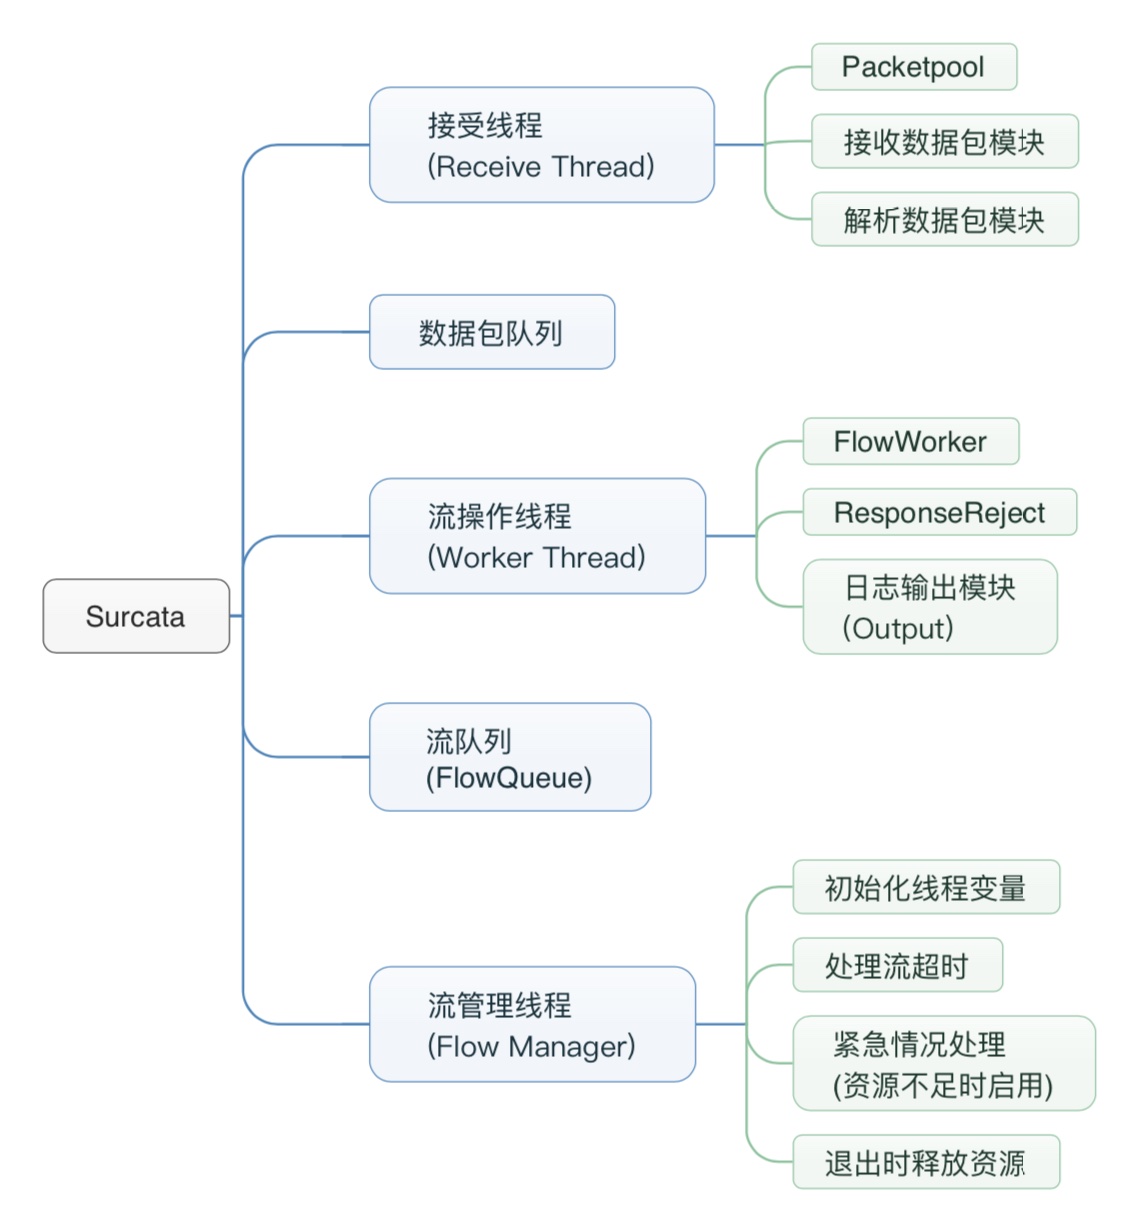 Surcata
接受线程
(Receive Thread)
Packetpool
接收数据包模块
解析数据包模块
数据包队列
流操作线程
(Worker Thread)
FlowWorker
ResponseReject
日志输出模块
(Output)
流队列
(FlowQueue)
流管理线程
(Flow Manager)
初始化线程变量
处理流超时
紧急情况处理
(资源不足时启用)
退出时释放资源